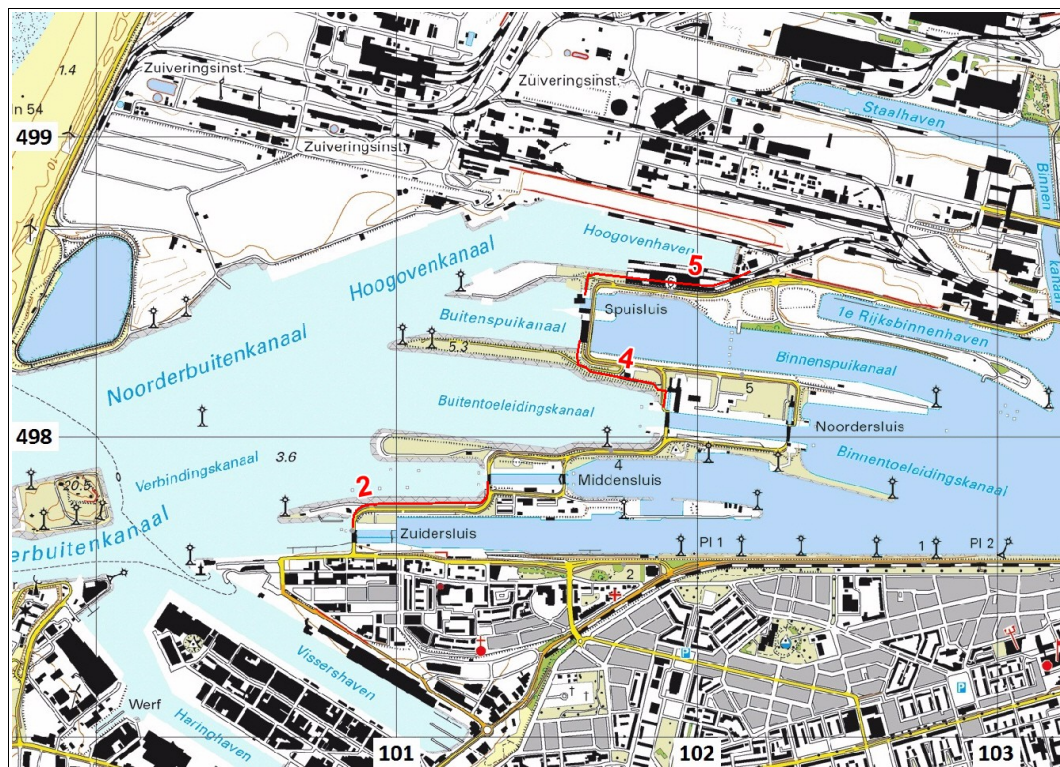 1.4
Zuiveringsinst.
Zuiveringsinst.
n 54
Staalhaven
499
Zuiveringsinst.
Binnen
kanaal
Hoogovenhaven
Hoogovenkanaal
5
6
7
Spuisluis
1e Rijksbinnenhaven
Buitenspuikanaal
5.3
4
Binnenspuikanaal
Noorderbuitenkanaal
5
Buitentoeleidingskanaal
Noordersluis
498
3.6
4
Binnentoeleidingskanaal
Verbindingskanaal
Middensluis
20.5
2
erbuitenkanaal
Zuidersluis
Pl 1
1
Pl 2
2
Vissershaven
Werf
Haringhaven
P
P
101
102
103